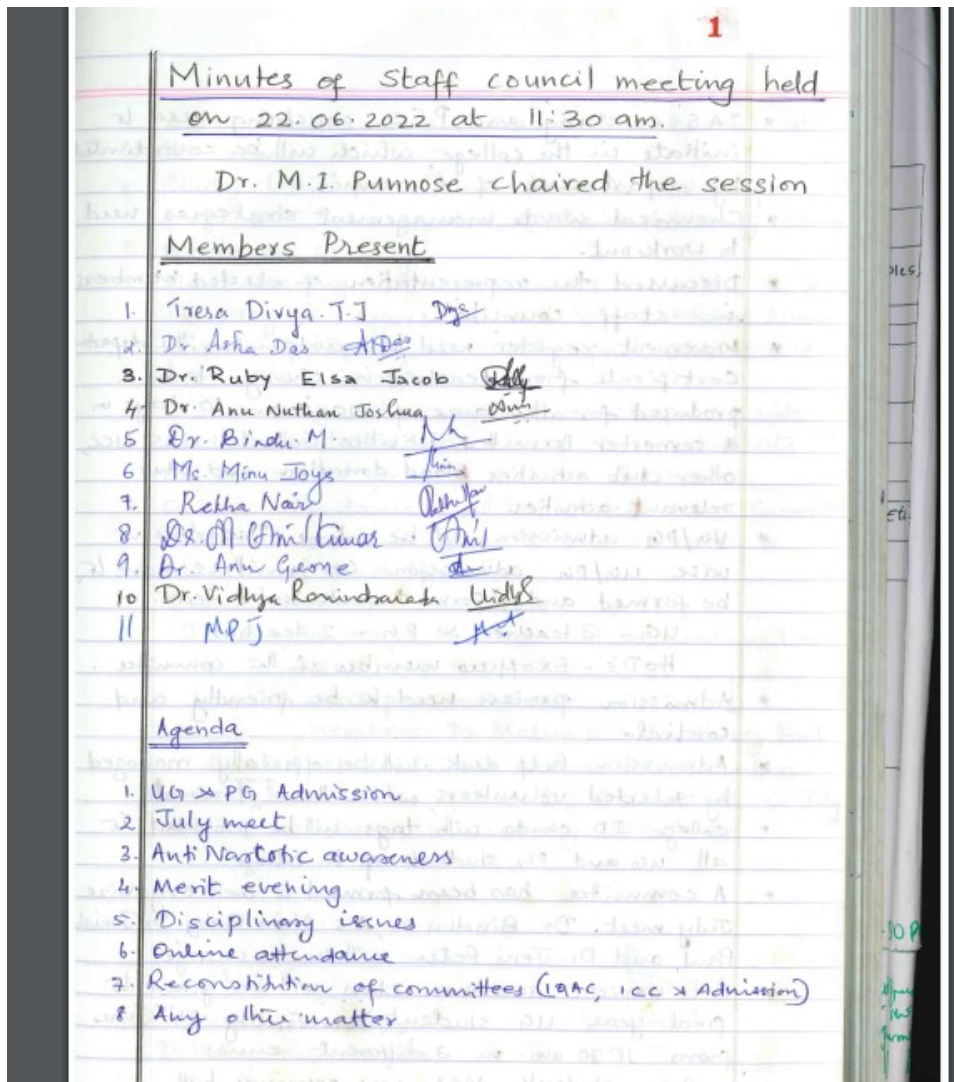 1
Minutes of Staff council meeting held
on 22.06.2022 at 11:30 am.
Dr. M.I. Punnose chaired the session
Members Present
1. Tresa Divya. T.J Divya
2. Dr. Asha Das
3. Dr. Ruby Elsa Jacob
4. Dr. Anu Nuthan Joshua
5 Dr. Bindu M
6 Ms. Minu Joys
7. Rekha Nair
8 Dr. M Anil Kumar Anil
9. Dr. Anu
10 Dr. Vidhya
11 MPJ
Agenda
1. UG & PG Admission
2 July meet
3. Anti Nartotic awareness
4. Merit evening
5. Disciplinary issues
6. Online attendance
7. Reconstitution of committees (IQAC, ICC & Admission)
8 Any other matter